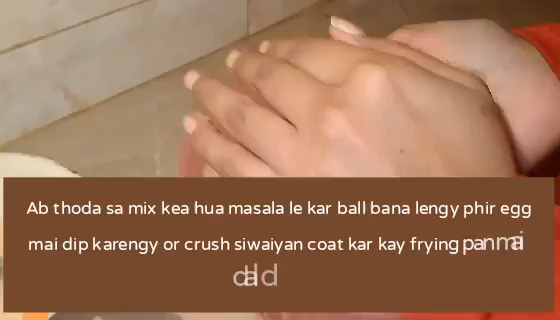 Ab thoda sa mix kea hua masala le kar ball bana lengy phir egg
mai dip karengy or crush siwaiyan coat kar kay frying pan mai